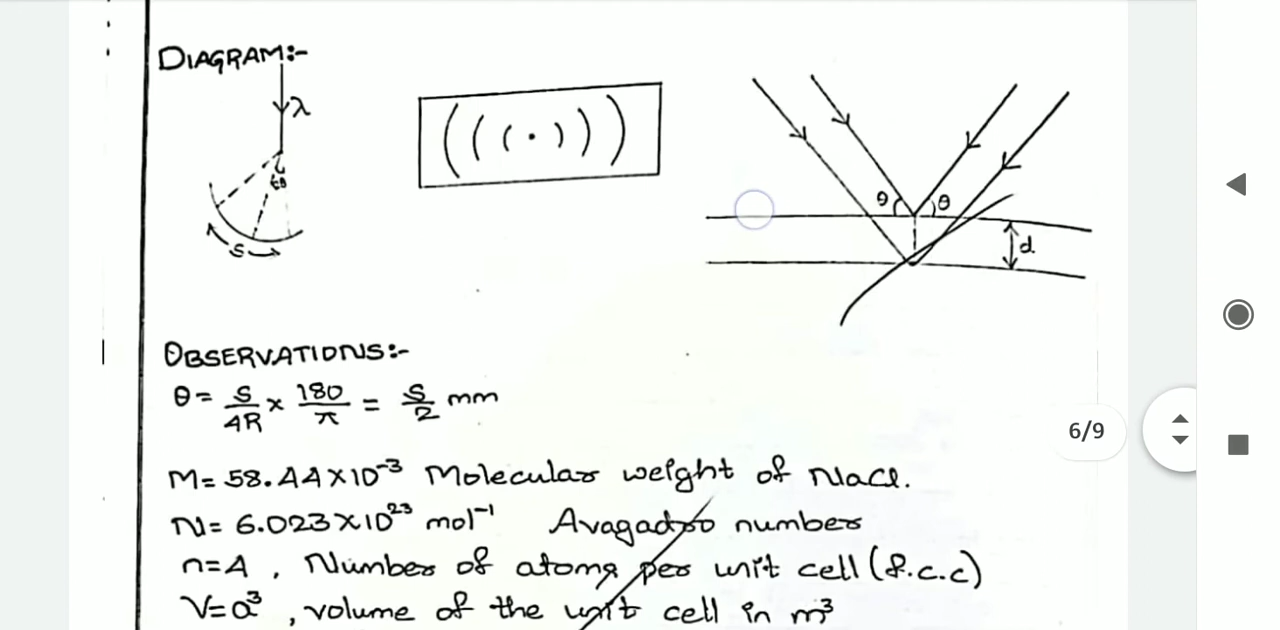 DIAGRAM:-
λ
4θ
S
θ θ
d
OBSERVATIONS:-
θ = S/4R × 180/π = S/2 mm
M = 58.44×10⁻³ Molecular weight of NaCl.
N = 6.023×10²³ mol⁻¹ Avagadro number
n=4, Number of atoms per unit cell (f.c.c)
V=a³, volume of the unit cell in m³
6/9